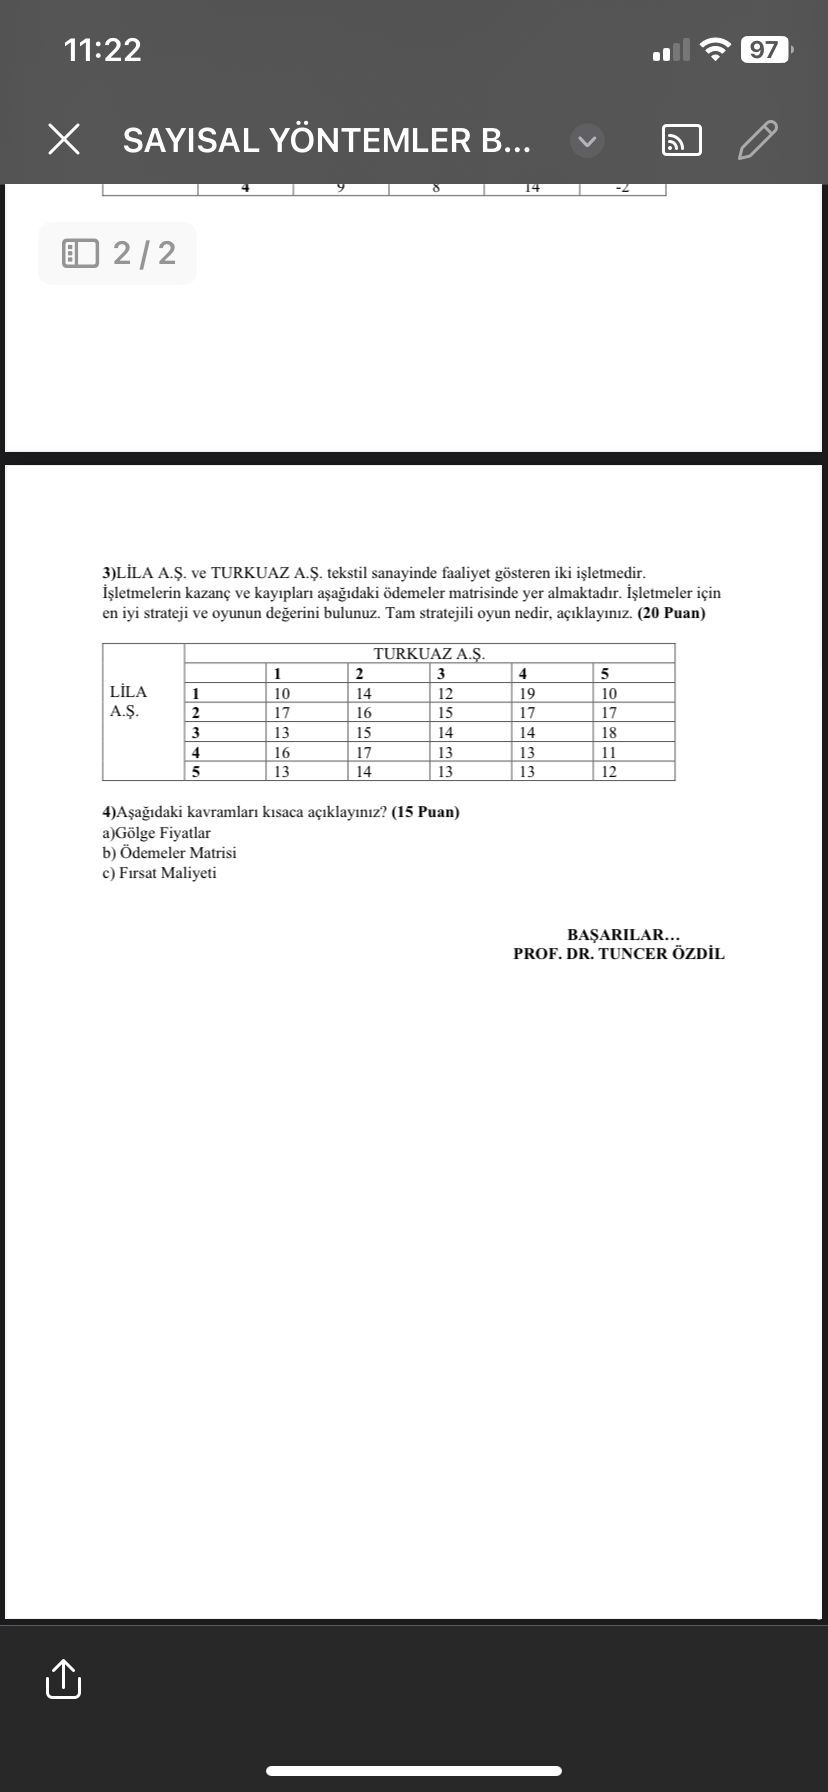 11:22
97
SAYISAL YÖNTEMLER B...
4 9 8 14 -2
2 / 2
3)LİLA A.Ş. ve TURKUAZ A.Ş. tekstil sanayinde faaliyet gösteren iki işletmedir.
İşletmelerin kazanç ve kayıpları aşağıdaki ödemeler matrisinde yer almaktadır. İşletmeler için
en iyi strateji ve oyunun değerini bulunuz. Tam stratejili oyun nedir, açıklayınız. (20 Puan)
TURKUAZ A.Ş.
1 2 3 4 5
LİLA A.Ş.
1 10 14 12 19 10
2 17 16 15 17 17
3 13 15 14 14 18
4 16 17 13 13 11
5 13 14 13 13 12
4)Aşağıdaki kavramları kısaca açıklayınız? (15 Puan)
a)Gölge Fiyatlar
b) Ödemeler Matrisi
c) Fırsat Maliyeti
BAŞARILAR...
PROF. DR. TUNCER ÖZDİL